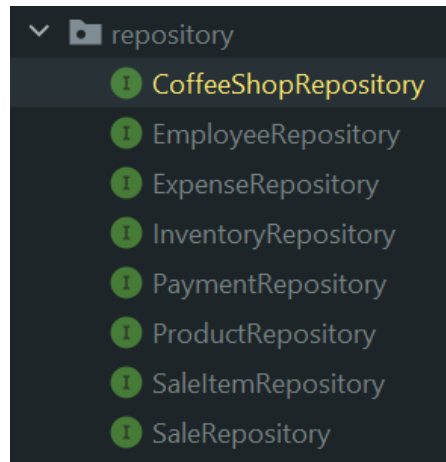 repository
I CoffeeShopRepository
I EmployeeRepository
I ExpenseRepository
I InventoryRepository
I PaymentRepository
I ProductRepository
I SaleItemRepository
I SaleRepository